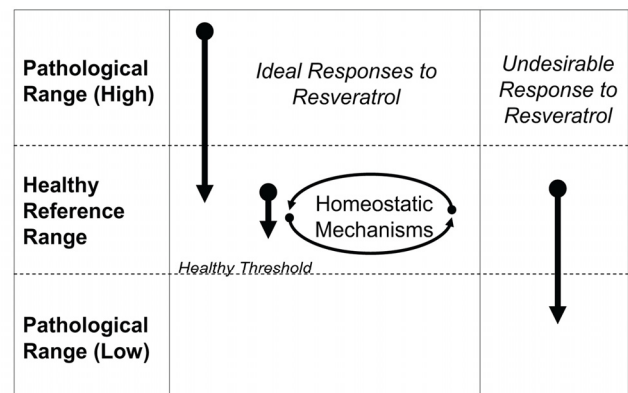 Pathological
Range (High)
Ideal Responses to
Resveratrol
Undesirable
Response to
Resveratrol
Healthy
Reference
Range
Homeostatic
Mechanisms
Healthy Threshold
Pathological
Range (Low)